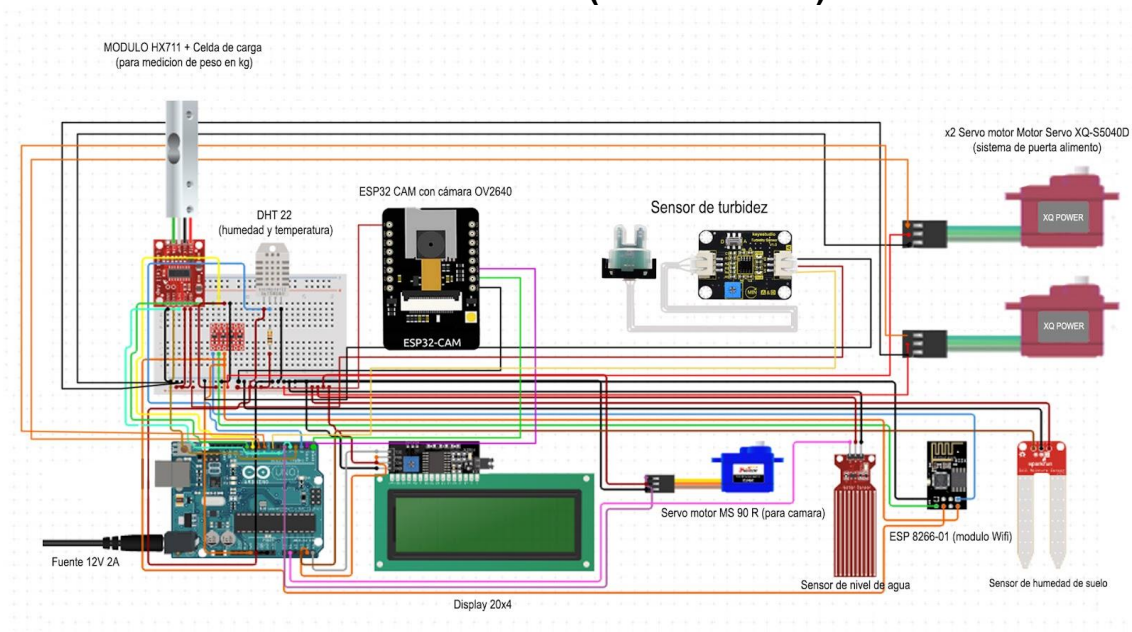 MODULO HX711 + Celda de carga
(para medicion de peso en kg)
x2 Servo motor Motor Servo XQ-S5040D
(sistema de puerta alimento)
ESP32 CAM con cámara OV2640
DHT 22
(humedad y temperatura)
Sensor de turbidez
XQ POWER
XQ POWER
ESP32-CAM
UNO
Servo motor MS 90 R (para camara)
ESP 8266-01 (modulo Wifi)
Fuente 12V 2A
Sensor de nivel de agua
Sensor de humedad de suelo
Display 20x4